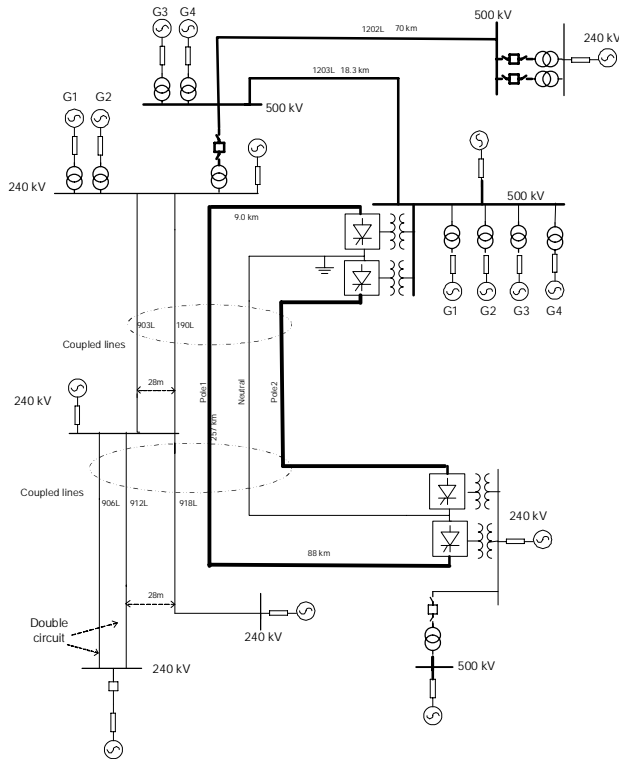 G3 G4
1202L 70 km
500 kV
240 kV
1203L 18.3 km
G1 G2
500 kV
240 kV
500 kV
9.0 km
G1 G2 G3 G4
903L 190L
Coupled lines
28m
Pole1
Neutral
Pole2
240 kV
257 km
Coupled lines
906L 912L 918L
240 kV
88 km
28m
Double
circuit
240 kV
240 kV
500 kV